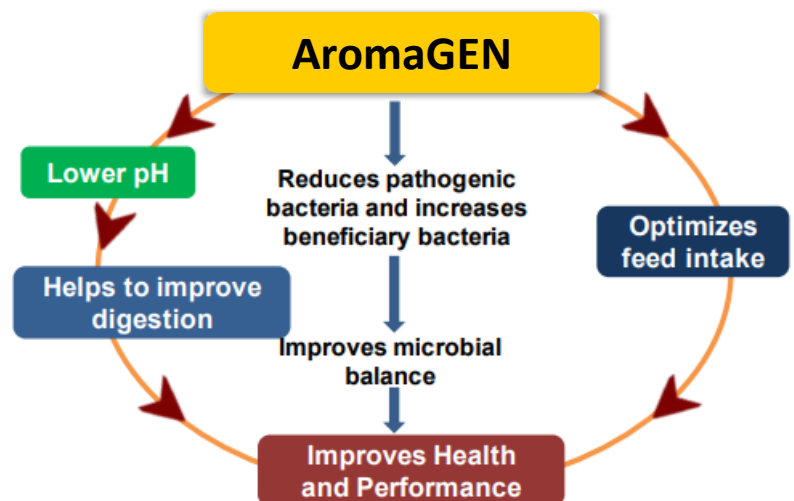 AromaGEN
Lower pH
Reduces pathogenic
bacteria and increases
beneficiary bacteria
Optimizes
feed intake
Helps to improve
digestion
Improves microbial
balance
Improves Health
and Performance